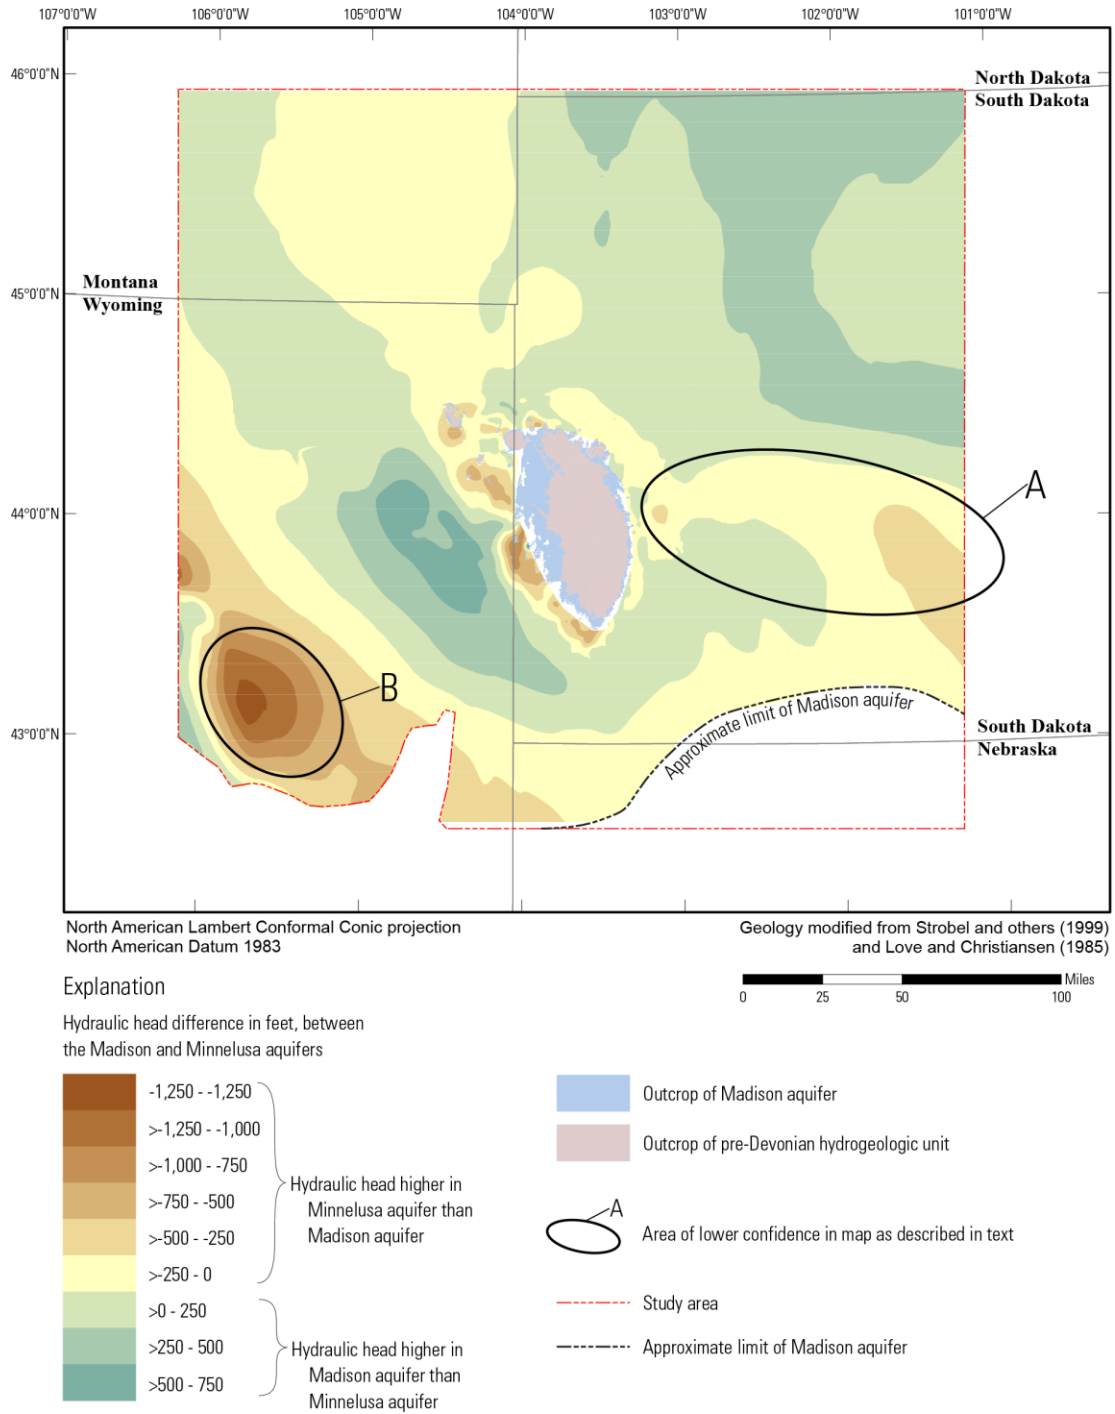 107°0'0"W 106°0'0"W 105°0'0"W 104°0'0"W 103°0'0"W 102°0'0"W 101°0'0"W
46°0'0"N
North Dakota
South Dakota
Montana
45°0'0"N
Wyoming
A
44°0'0"N
B
Approximate limit of Madison aquifer
43°0'0"N
South Dakota
Nebraska
North American Lambert Conformal Conic projection
North American Datum 1983
Geology modified from Strobel and others (1999)
and Love and Christiansen (1985)
Miles
0 25 50 100
Explanation
Hydraulic head difference in feet, between
the Madison and Minnelusa aquifers
-1,250 - -1,250
>-1,250 - -1,000
>-1,000 - -750
>-750 - -500
>-500 - -250
>-250 - 0
Hydraulic head higher in
Minnelusa aquifer than
Madison aquifer
>0 - 250
>250 - 500
>500 - 750
Hydraulic head higher in
Madison aquifer than
Minnelusa aquifer
Outcrop of Madison aquifer
Outcrop of pre-Devonian hydrogeologic unit
A
Area of lower confidence in map as described in text
Study area
Approximate limit of Madison aquifer